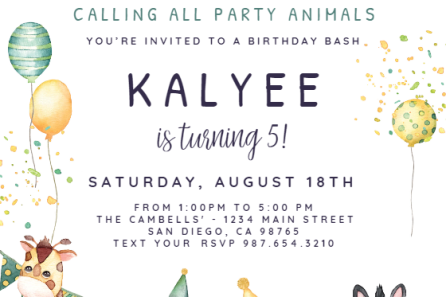 CALLING ALL PARTY ANIMALS
YOU'RE INVITED TO A BIRTHDAY BASH
KALYEE
is turning 5!
SATURDAY, AUGUST 18TH
FROM 1:00PM TO 5:00 PM
THE CAMBELLS' - 1234 MAIN STREET
SAN DIEGO, CA 98765
TEXT YOUR RSVP 987.654.3210